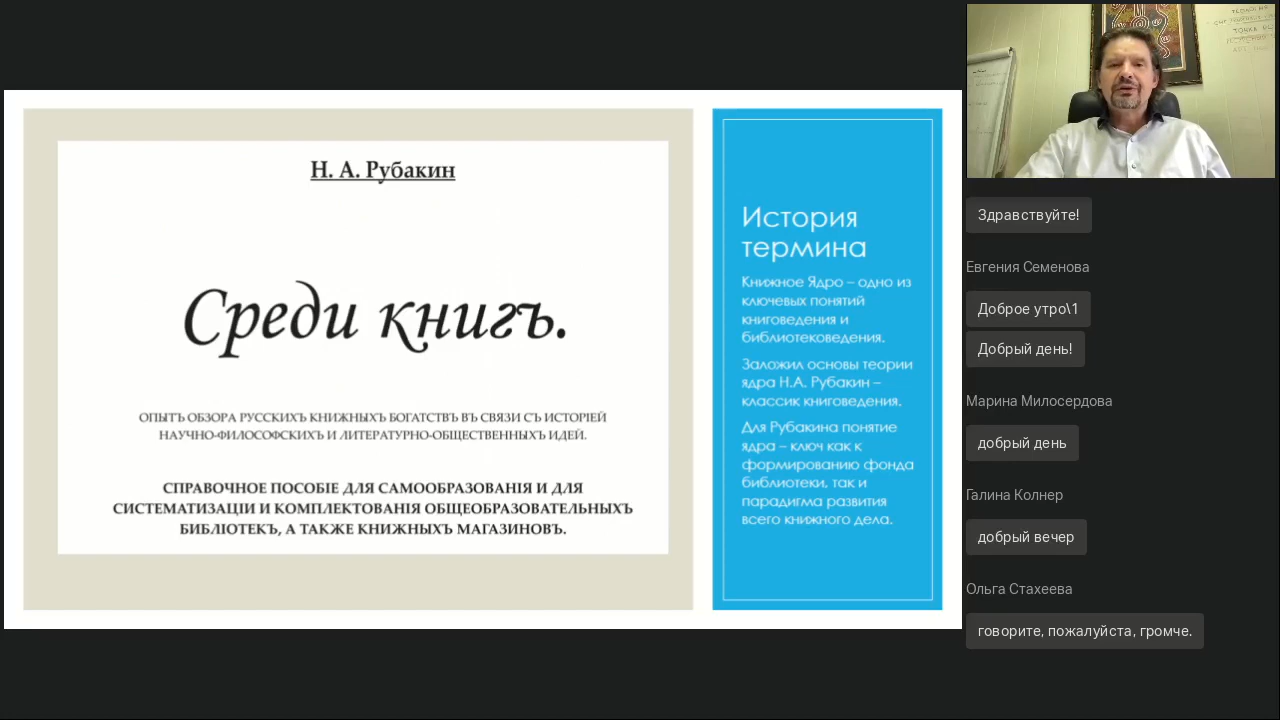 Н. А. Рубакин
Среди книгъ.
ОПЫТЪ ОБЗОРА РУССКИХЪ КНИЖНЫХЪ БОГАТСТВЪ ВЪ СВЯЗИ СЪ ИСТОРІЕЙ
НАУЧНО-ФИЛОСОФСКИХЪ И ЛИТЕРАТУРНО-ОБЩЕСТВЕННЫХЪ ИДЕЙ.
СПРАВОЧНОЕ ПОСОБІЕ ДЛЯ САМООБРАЗОВАНІЯ И ДЛЯ
СИСТЕМАТИЗАЦІИ И КОМПЛЕКТОВАНІЯ ОБЩЕОБРАЗОВАТЕЛЬНЫХЪ
БИБЛІОТЕКЪ, А ТАКЖЕ КНИЖНЫХЪ МАГАЗИНОВЪ.
История
термина
Книжное Ядро – одно из
ключевых понятий
книговедения и
библиотековедения.
Заложил основы теории
ядра Н.А. Рубакин –
классик книговедения.
Для Рубакина понятие
ядра – ключ как к
формированию фонда
библиотеки, так и
парадигма развития
всего книжного дела.
Здравствуйте!
Евгения Семенова
Доброе утро\1
Добрый день!
Марина Милосердова
добрый день
Галина Колнер
добрый вечер
Ольга Стахеева
говорите, пожалуйста, громче.